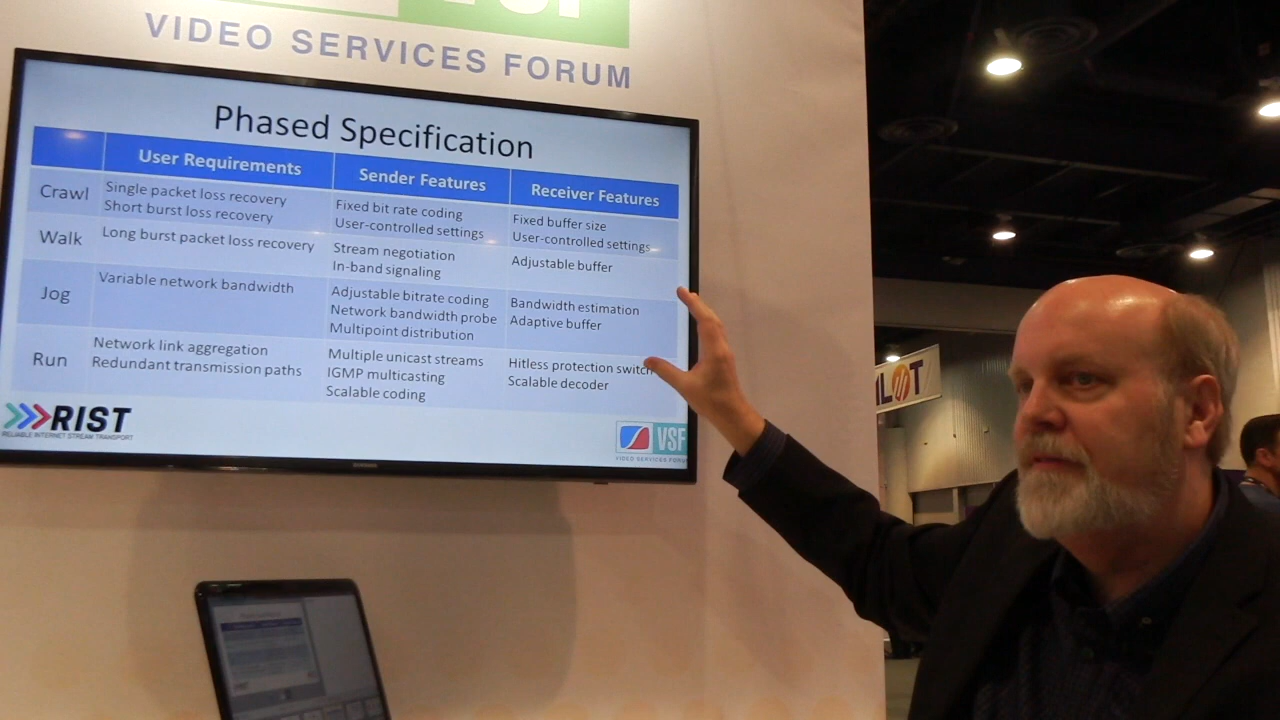 VIDEO SERVICES FORUM
Phased Specification
User Requirements
Sender Features
Receiver Features
Crawl
Single packet loss recovery
Short burst loss recovery
Fixed bit rate coding
User-controlled settings
Fixed buffer size
User-controlled settings
Walk
Long burst packet loss recovery
Stream negotiation
In-band signaling
Adjustable buffer
Jog
Variable network bandwidth
Adjustable bitrate coding
Network bandwidth probe
Multipoint distribution
Bandwidth estimation
Adaptive buffer
Run
Network link aggregation
Redundant transmission paths
Multiple unicast streams
IGMP multicasting
Scalable coding
Hitless protection switch
Scalable decoder
RIST
RELIABLE INTERNET STREAM TRANSPORT
VSF
VIDEO SERVICES FORUM
SAMSUNG